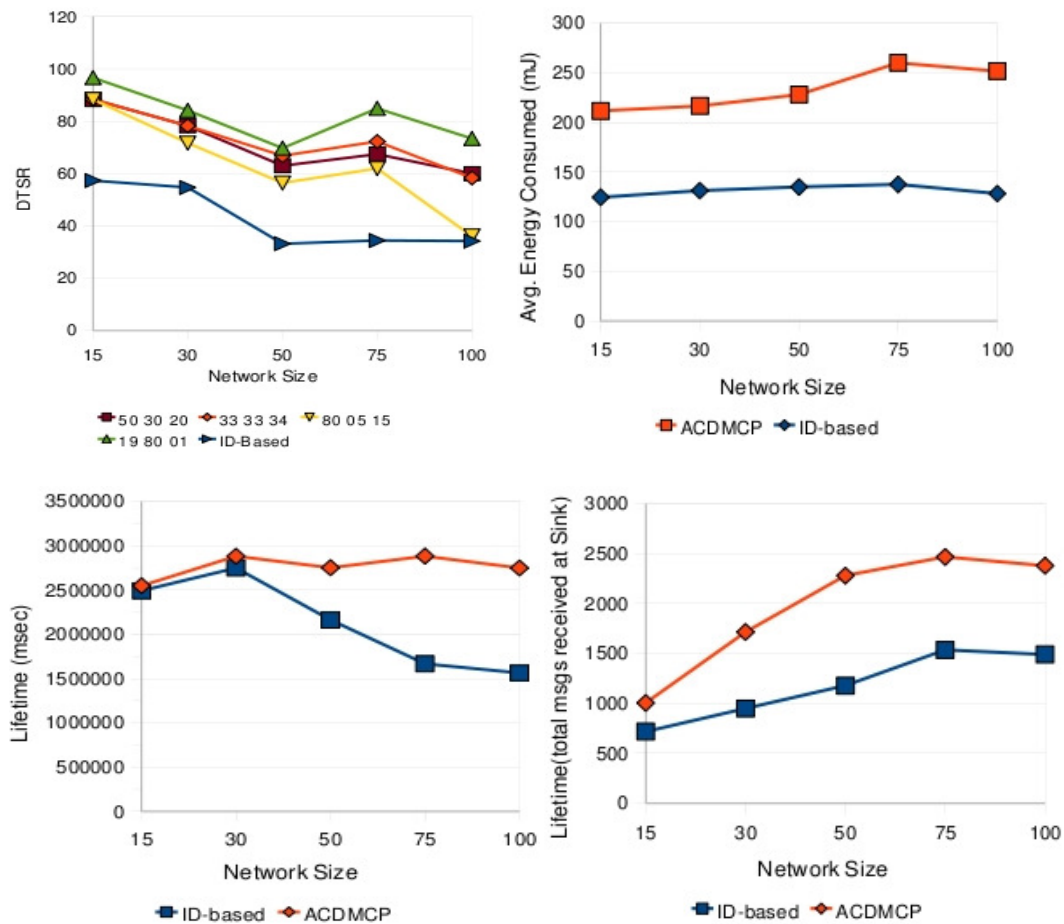 120
100
80
60
40
20
0
DTSR
15 30 50 75 100
Network Size
50 30 20 33 33 34 80 05 15
19 80 01 ID-Based
300
250
200
150
100
50
0
Avg. Energy Consumed (mJ)
15 30 50 75 100
Network Size
ACDMCP ID-based
3500000
3000000
2500000
2000000
1500000
1000000
500000
0
Lifetime (msec)
15 30 50 75 100
Network Size
ID-based ACDMCP
3000
2500
2000
1500
1000
500
0
Lifetime(total msgs received at Sink)
15 30 50 75 100
Network Size
ID-based ACDMCP